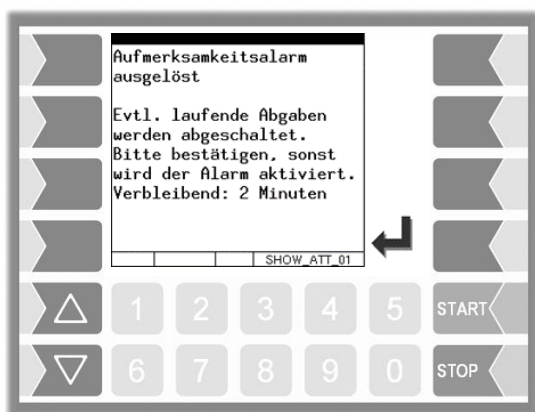 Aufmerksamkeitsalarm
ausgelöst
Evtl. laufende Abgaben
werden abgeschaltet.
Bitte bestätigen, sonst
wird der Alarm aktiviert.
Verbleibend: 2 Minuten
SHOW_ATT_01
1 2 3 4 5 START
6 7 8 9 0 STOP